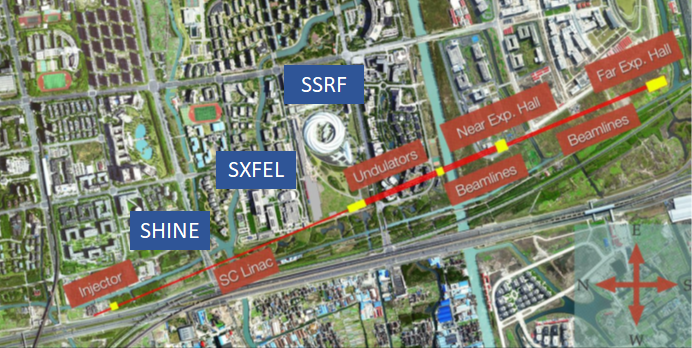 SSRF
Far Exp. Hall
Near Exp. Hall
Beamlines
Undulators
SXFEL
Beamlines
SHINE
SC Linac
Injector
E
N
S
W